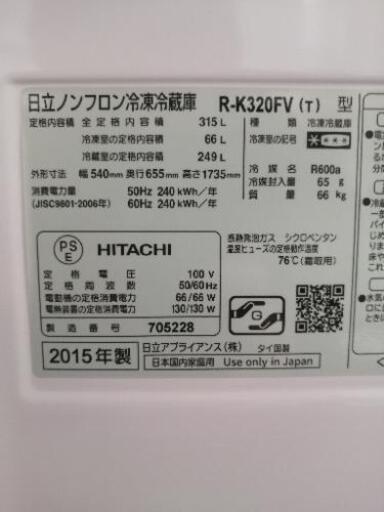 日立ノンフロン冷凍冷蔵庫 R-K320FV(T) 型
定格内容積 全定格内容積 315 L
冷凍室の定格内容積 66 L
冷蔵室の定格内容積 249 L
外形寸法 幅 540mm 奥行 655mm 高さ 1735mm
消費電力量 50Hz 240 kWh/年
(JISC9801-2006年) 60Hz 240 kWh/年
種類 冷凍冷蔵庫
冷凍室の記号
冷媒名 R600a
冷媒封入量 65 g
質量 66 kg
PS
E
HITACHI
定格電圧 100 V
定格周波数 50/60Hz
電動機の定格消費電力 66/66 W
電熱装置の定格消費電力 130/130 W
製造番号 705228
断熱発泡ガス シクロペンタン
温度ヒューズの定格動作温度
76℃(霜取用)
G
2015年製
日立アプライアンス(株) タイ国製
日本国内家庭用 Use only in Japan